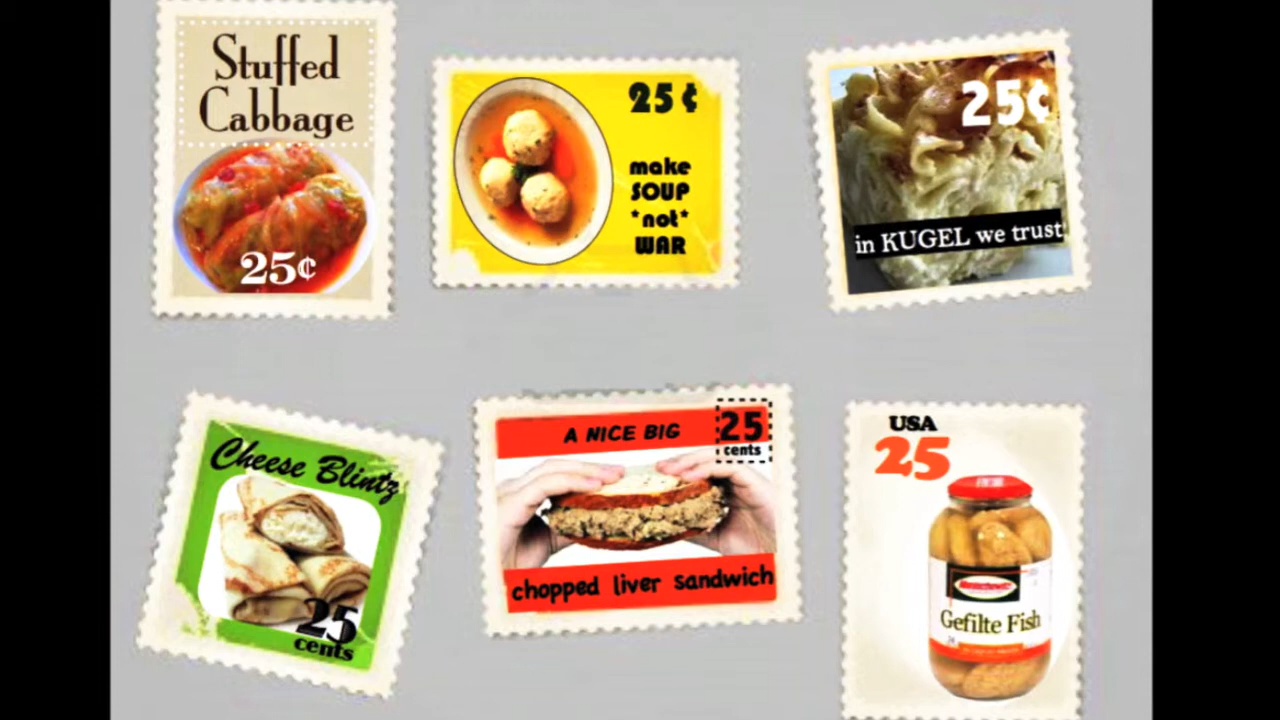 Stuffed
Cabbage
25¢
25¢
make
SOUP
*not*
WAR
25¢
in KUGEL we trust
Cheese Blintz
25
cents
A NICE BIG
25
cents
chopped liver sandwich
USA
25
Gefilte Fish